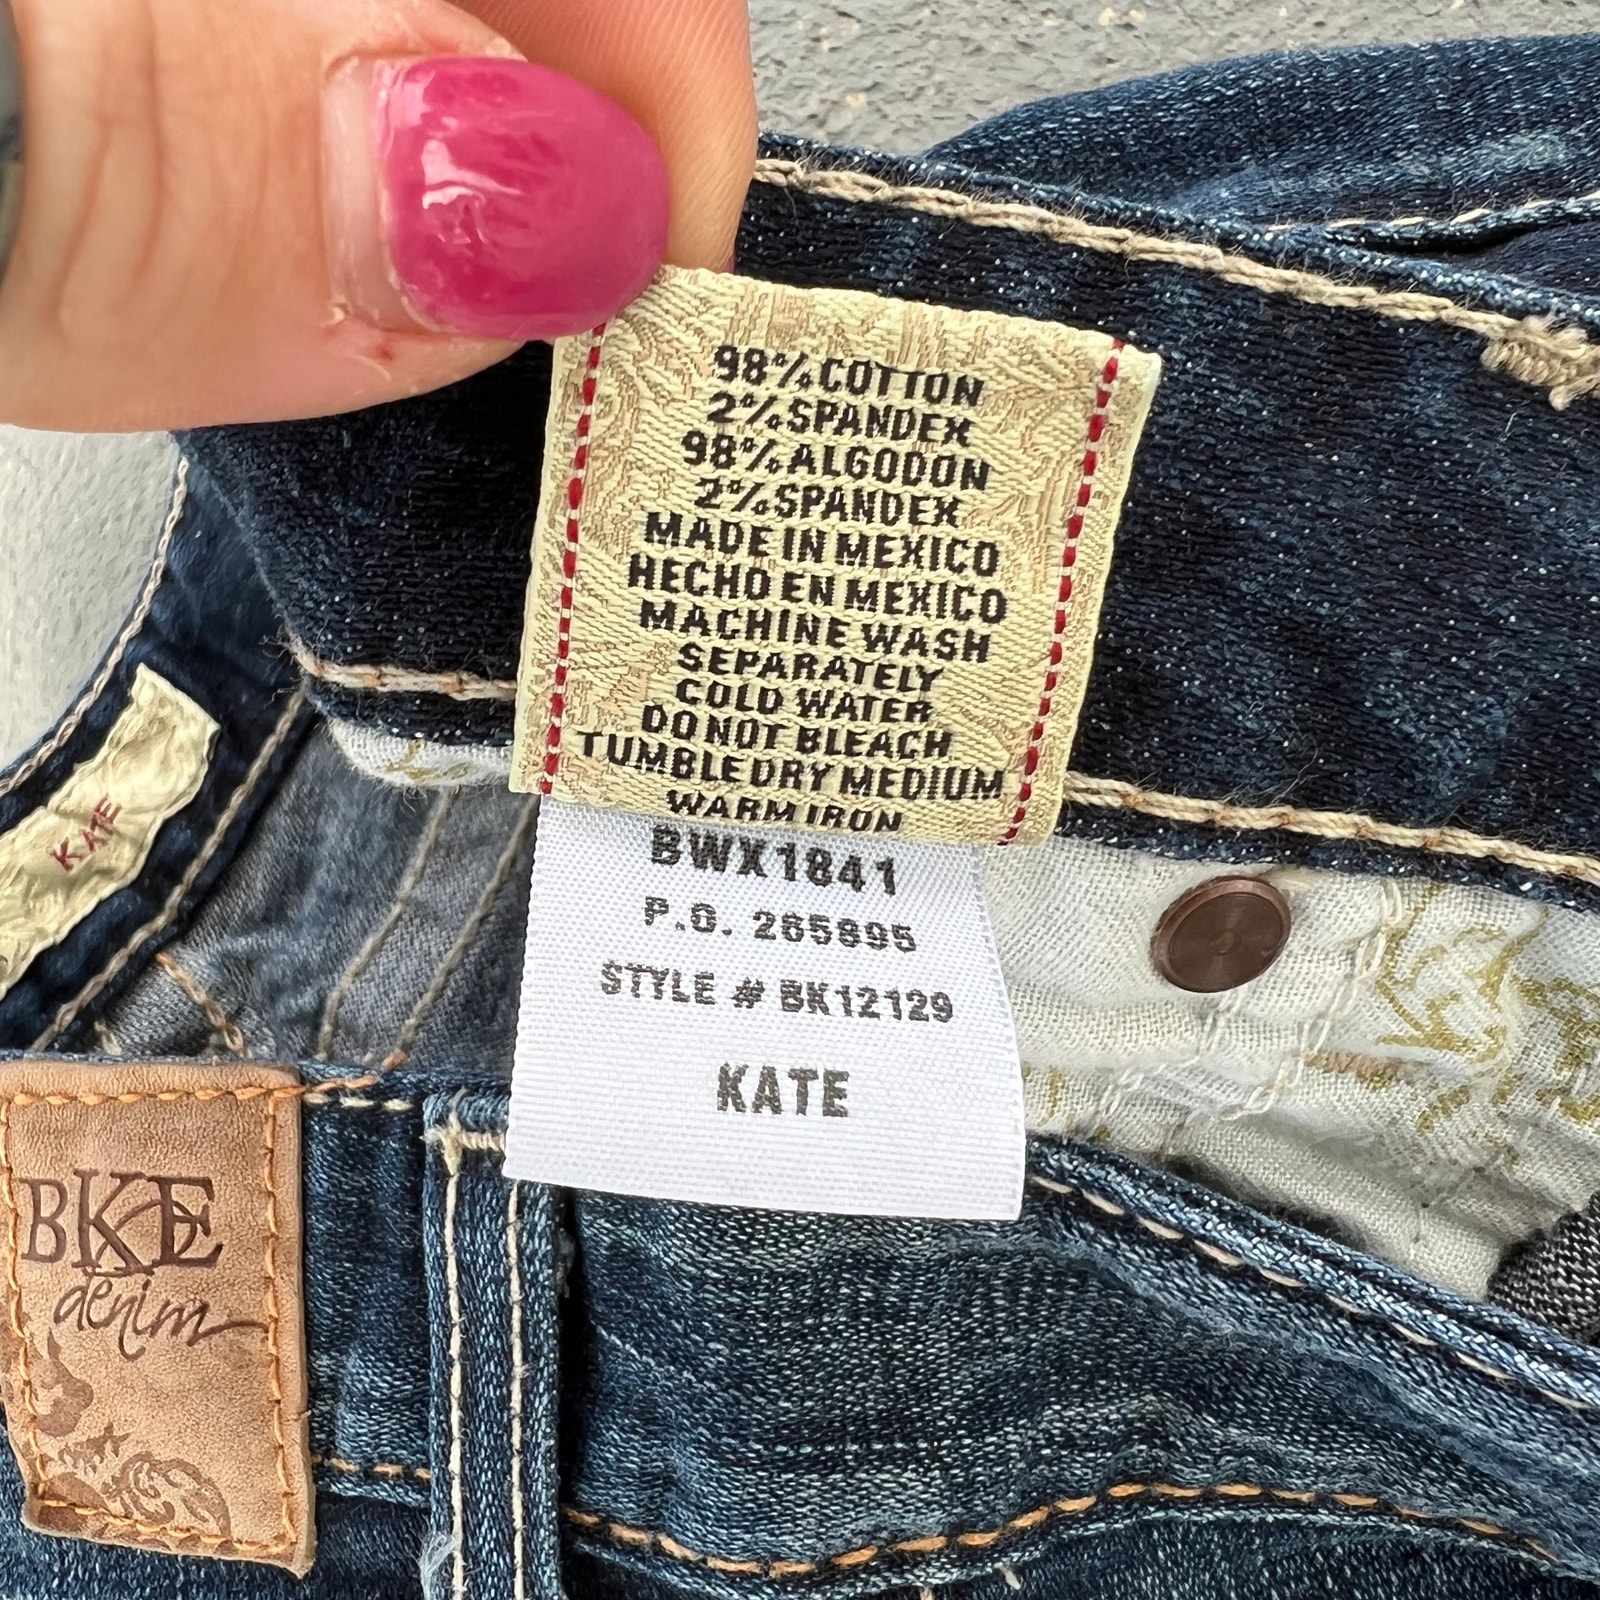 98% COTTON
2% SPANDEX
98% ALGODON
2% SPANDEX
MADE IN MEXICO
HECHO EN MEXICO
MACHINE WASH
SEPARATELY
COLD WATER
DO NOT BLEACH
TUMBLE DRY MEDIUM
WARM IRON
BWX1841
P.O. 265895
STYLE # BK12129
KATE
KATE
BKE
denim